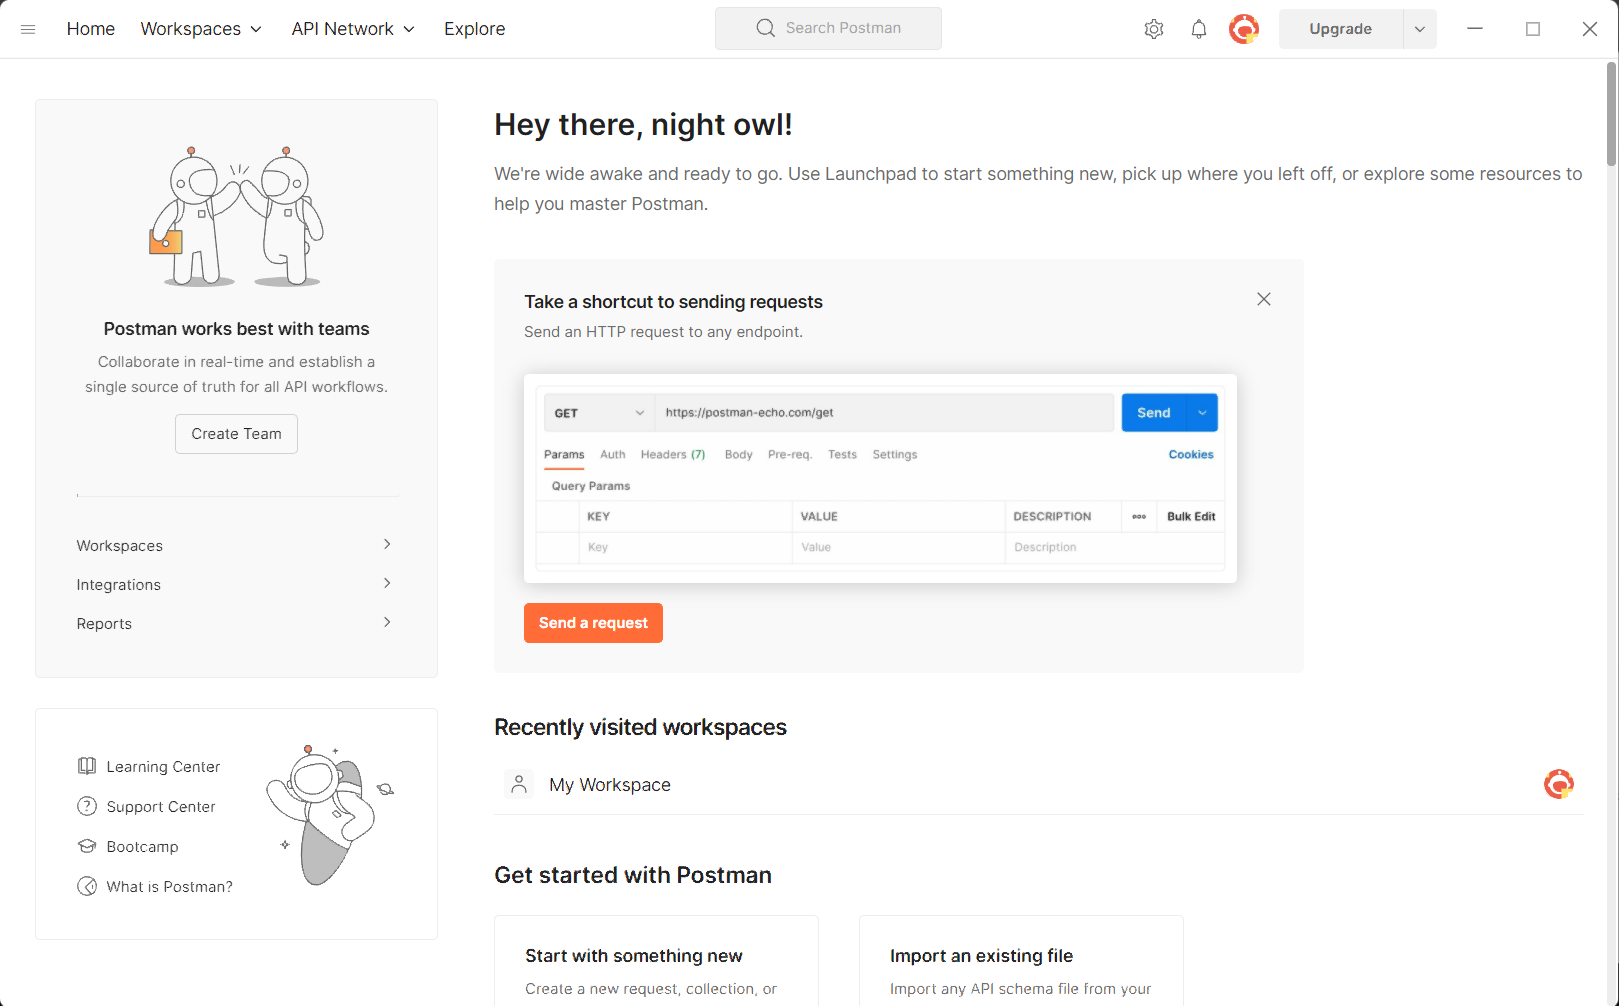 Home Workspaces API Network Explore Search Postman Upgrade
Postman works best with teams
Collaborate in real-time and establish a
single source of truth for all API workflows.
Create Team
Workspaces
Integrations
Reports
Learning Center
Support Center
Bootcamp
What is Postman?
Hey there, night owl!
We're wide awake and ready to go. Use Launchpad to start something new, pick up where you left off, or explore some resources to
help you master Postman.
Take a shortcut to sending requests
Send an HTTP request to any endpoint.
GET https://postman-echo.com/get Send
Params Auth Headers (7) Body Pre-req. Tests Settings Cookies
Query Params
KEY VALUE DESCRIPTION Bulk Edit
Key Value Description
Send a request
Recently visited workspaces
My Workspace
Get started with Postman
Start with something new
Create a new request, collection, or
Import an existing file
Import any API schema file from your